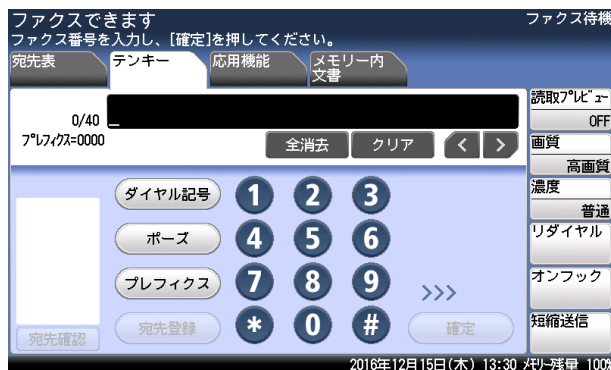 ファクスできます
ファクス待機
ファクス番号を入力し、[確定]を押してください。
宛先表
テンキー
応用機能
メモリー内
文書
0/40 _
プレフィクス=0000
全消去
クリア
<
>
読取プレビュー
OFF
画質
高画質
濃度
普通
リダイヤル
オンフック
短縮送信
ダイヤル記号
1
2
3
ポーズ
4
5
6
プレフィクス
7
8
9
>>>
宛先確認
宛先登録
*
0
#
確定
2016年12月15日(木) 13:30 メモリー残量 100%